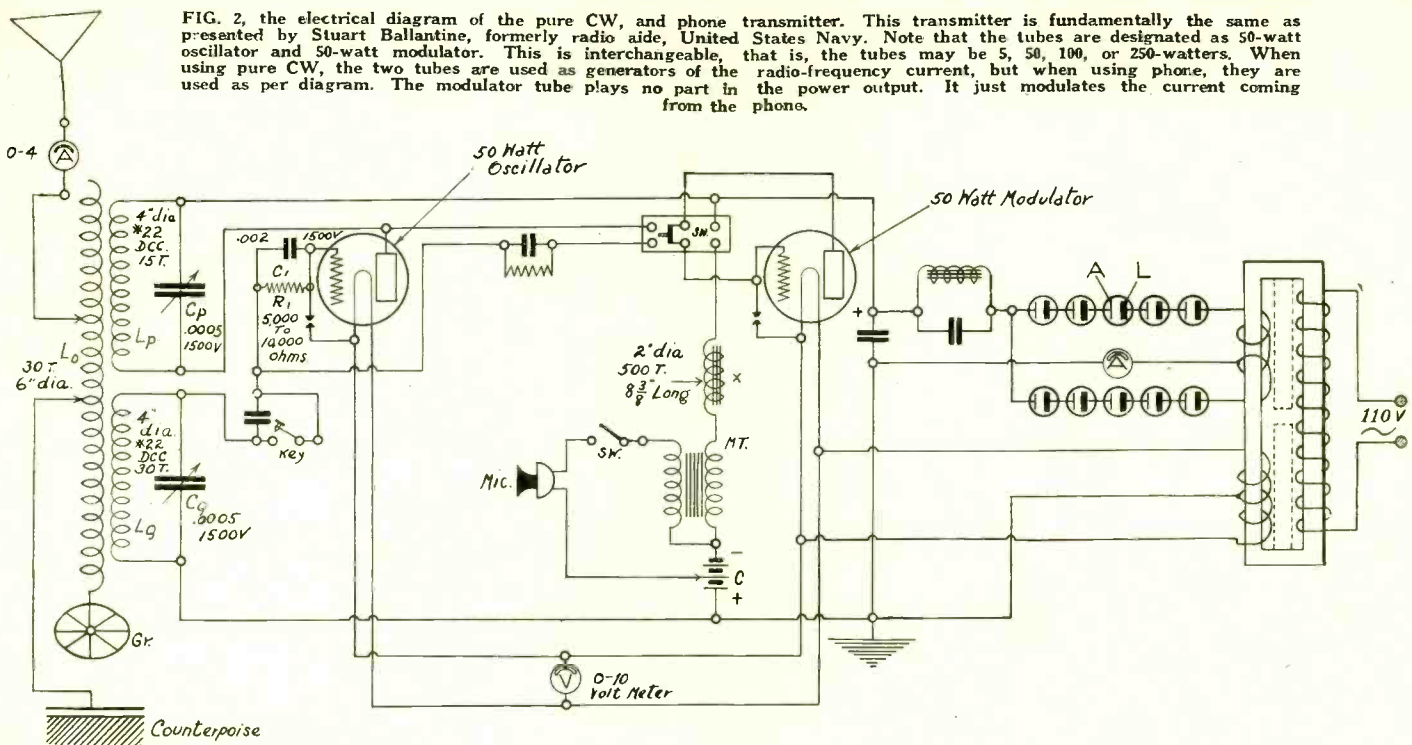 FIG. 2, the electrical diagram of the pure CW, and phone transmitter. This transmitter is fundamentally the same as
presented by Stuart Ballantine, formerly radio aide, United States Navy. Note that the tubes are designated as 50-watt
oscillator and 50-watt modulator. This is interchangeable, that is, the tubes may be 5, 50, 100, or 250-watters. When
using pure CW, the two tubes are used as generators of the radio-frequency current, but when using phone, they are
used as per diagram. The modulator tube plays no part in the power output. It just modulates the current coming
from the phone.
0-4
A
50 Watt
Oscillator
50 Watt Modulator
4" dia
*22
DCC.
15 T.
Lp
Cp
.0005
1500V
.002
1500V
C1
R1
5,000
To
10,000
Ohms
SW.
A
L
+
A
110V
~
Lo
30 T.
6" dia.
2" dia
500 T.
8 3/8" Long
x
4"
dia.
*22
DCC
30T.
Lg
Cg
.0005
1500V
Key
SW.
MT.
Mic.
-
C
+
Gr.
V
0-10
Volt Meter
Counterpoise